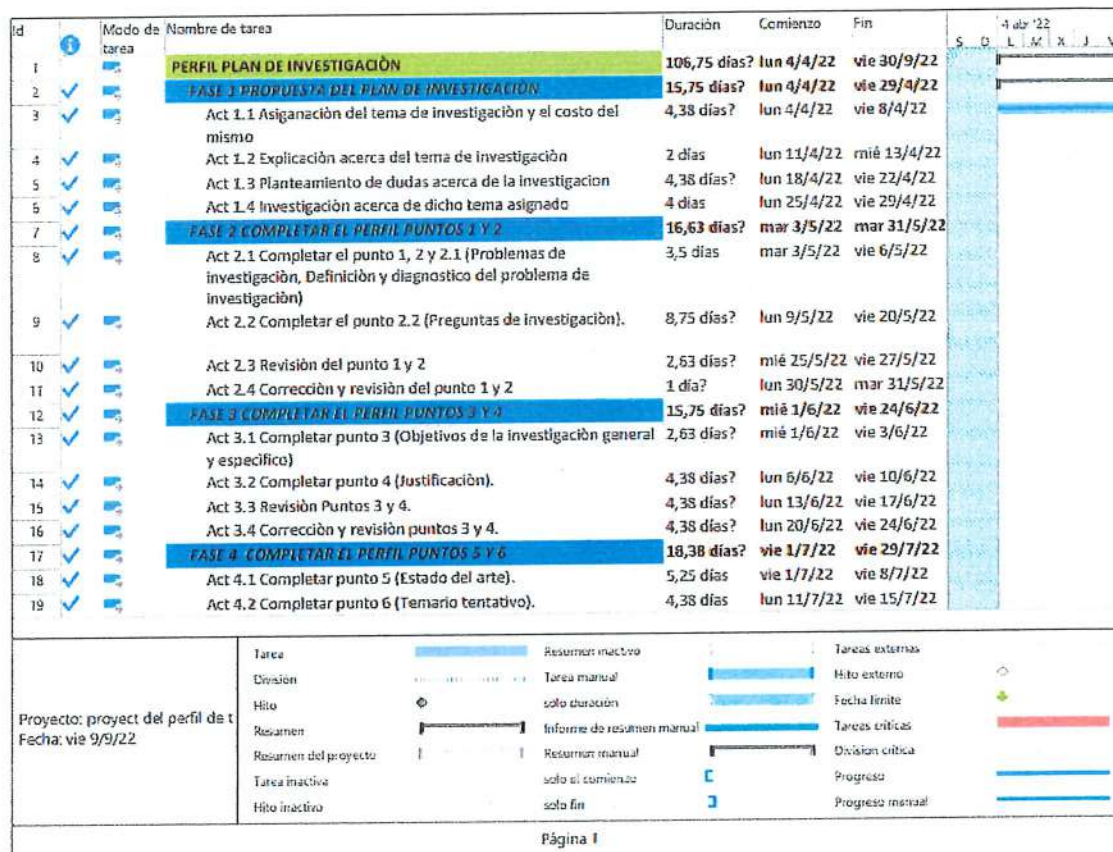 Id Modo de tarea Nombre de tarea Duración Comienzo Fin 4 abr '22
S D L M X J V
1 PERFIL PLAN DE INVESTIGACIÒN 106,75 días? lun 4/4/22 vie 30/9/22
2 FASE 1 PROPUESTA DEL PLAN DE INVESTIGACIÒN 15,75 días? lun 4/4/22 vie 29/4/22
3 Act 1.1 Asiganaciòn del tema de investigaciòn y el costo del 4,38 días? lun 4/4/22 vie 8/4/22
mismo
4 Act 1.2 Explicaciòn acerca del tema de investigaciòn 2 días lun 11/4/22 mié 13/4/22
5 Act 1.3 Planteamiento de dudas acerca de la investigacion 4,38 días? lun 18/4/22 vie 22/4/22
6 Act 1.4 Investigaciòn acerca de dicho tema asignado 4 días lun 25/4/22 vie 29/4/22
7 FASE 2 COMPLETAR EL PERFIL PUNTOS 1 Y 2 16,63 días? mar 3/5/22 mar 31/5/22
8 Act 2.1 Completar el punto 1, 2 y 2.1 (Problemas de 3,5 días mar 3/5/22 vie 6/5/22
investigaciòn, Definiciòn y diagnostico del problema de
investigaciòn)
9 Act 2.2 Completar el punto 2.2 (Preguntas de investigaciòn). 8,75 días? lun 9/5/22 vie 20/5/22
10 Act 2.3 Revisiòn del punto 1 y 2 2,63 días? mié 25/5/22 vie 27/5/22
11 Act 2.4 Correcciòn y revisiòn del punto 1 y 2 1 día? lun 30/5/22 mar 31/5/22
12 FASE 3 COMPLETAR EL PERFIL PUNTOS 3 Y 4 15,75 días? mié 1/6/22 vie 24/6/22
13 Act 3.1 Completar punto 3 (Objetivos de la investigaciòn general 2,63 días? mié 1/6/22 vie 3/6/22
y especìfico)
14 Act 3.2 Completar punto 4 (Justificaciòn). 4,38 días? lun 6/6/22 vie 10/6/22
15 Act 3.3 Revisiòn Puntos 3 y 4. 4,38 días? lun 13/6/22 vie 17/6/22
16 Act 3.4 Correcciòn y revisiòn puntos 3 y 4. 4,38 días? lun 20/6/22 vie 24/6/22
17 FASE 4 COMPLETAR EL PERFIL PUNTOS 5 Y 6 18,38 días? vie 1/7/22 vie 29/7/22
18 Act 4.1 Completar punto 5 (Estado del arte). 5,25 días vie 1/7/22 vie 8/7/22
19 Act 4.2 Completar punto 6 (Temario tentativo). 4,38 días lun 11/7/22 vie 15/7/22
Proyecto: proyect del perfil de t
Fecha: vie 9/9/22
Tarea Resumen inactivo Tareas externas
División Tarea manual Hito externo
Hito solo duración Fecha límite
Resumen Informe de resumen manual Tareas críticas
Resumen del proyecto Resumen manual División crítica
Tarea inactiva solo el comienzo Progreso
Hito inactivo solo fin Progreso manual
Página 1